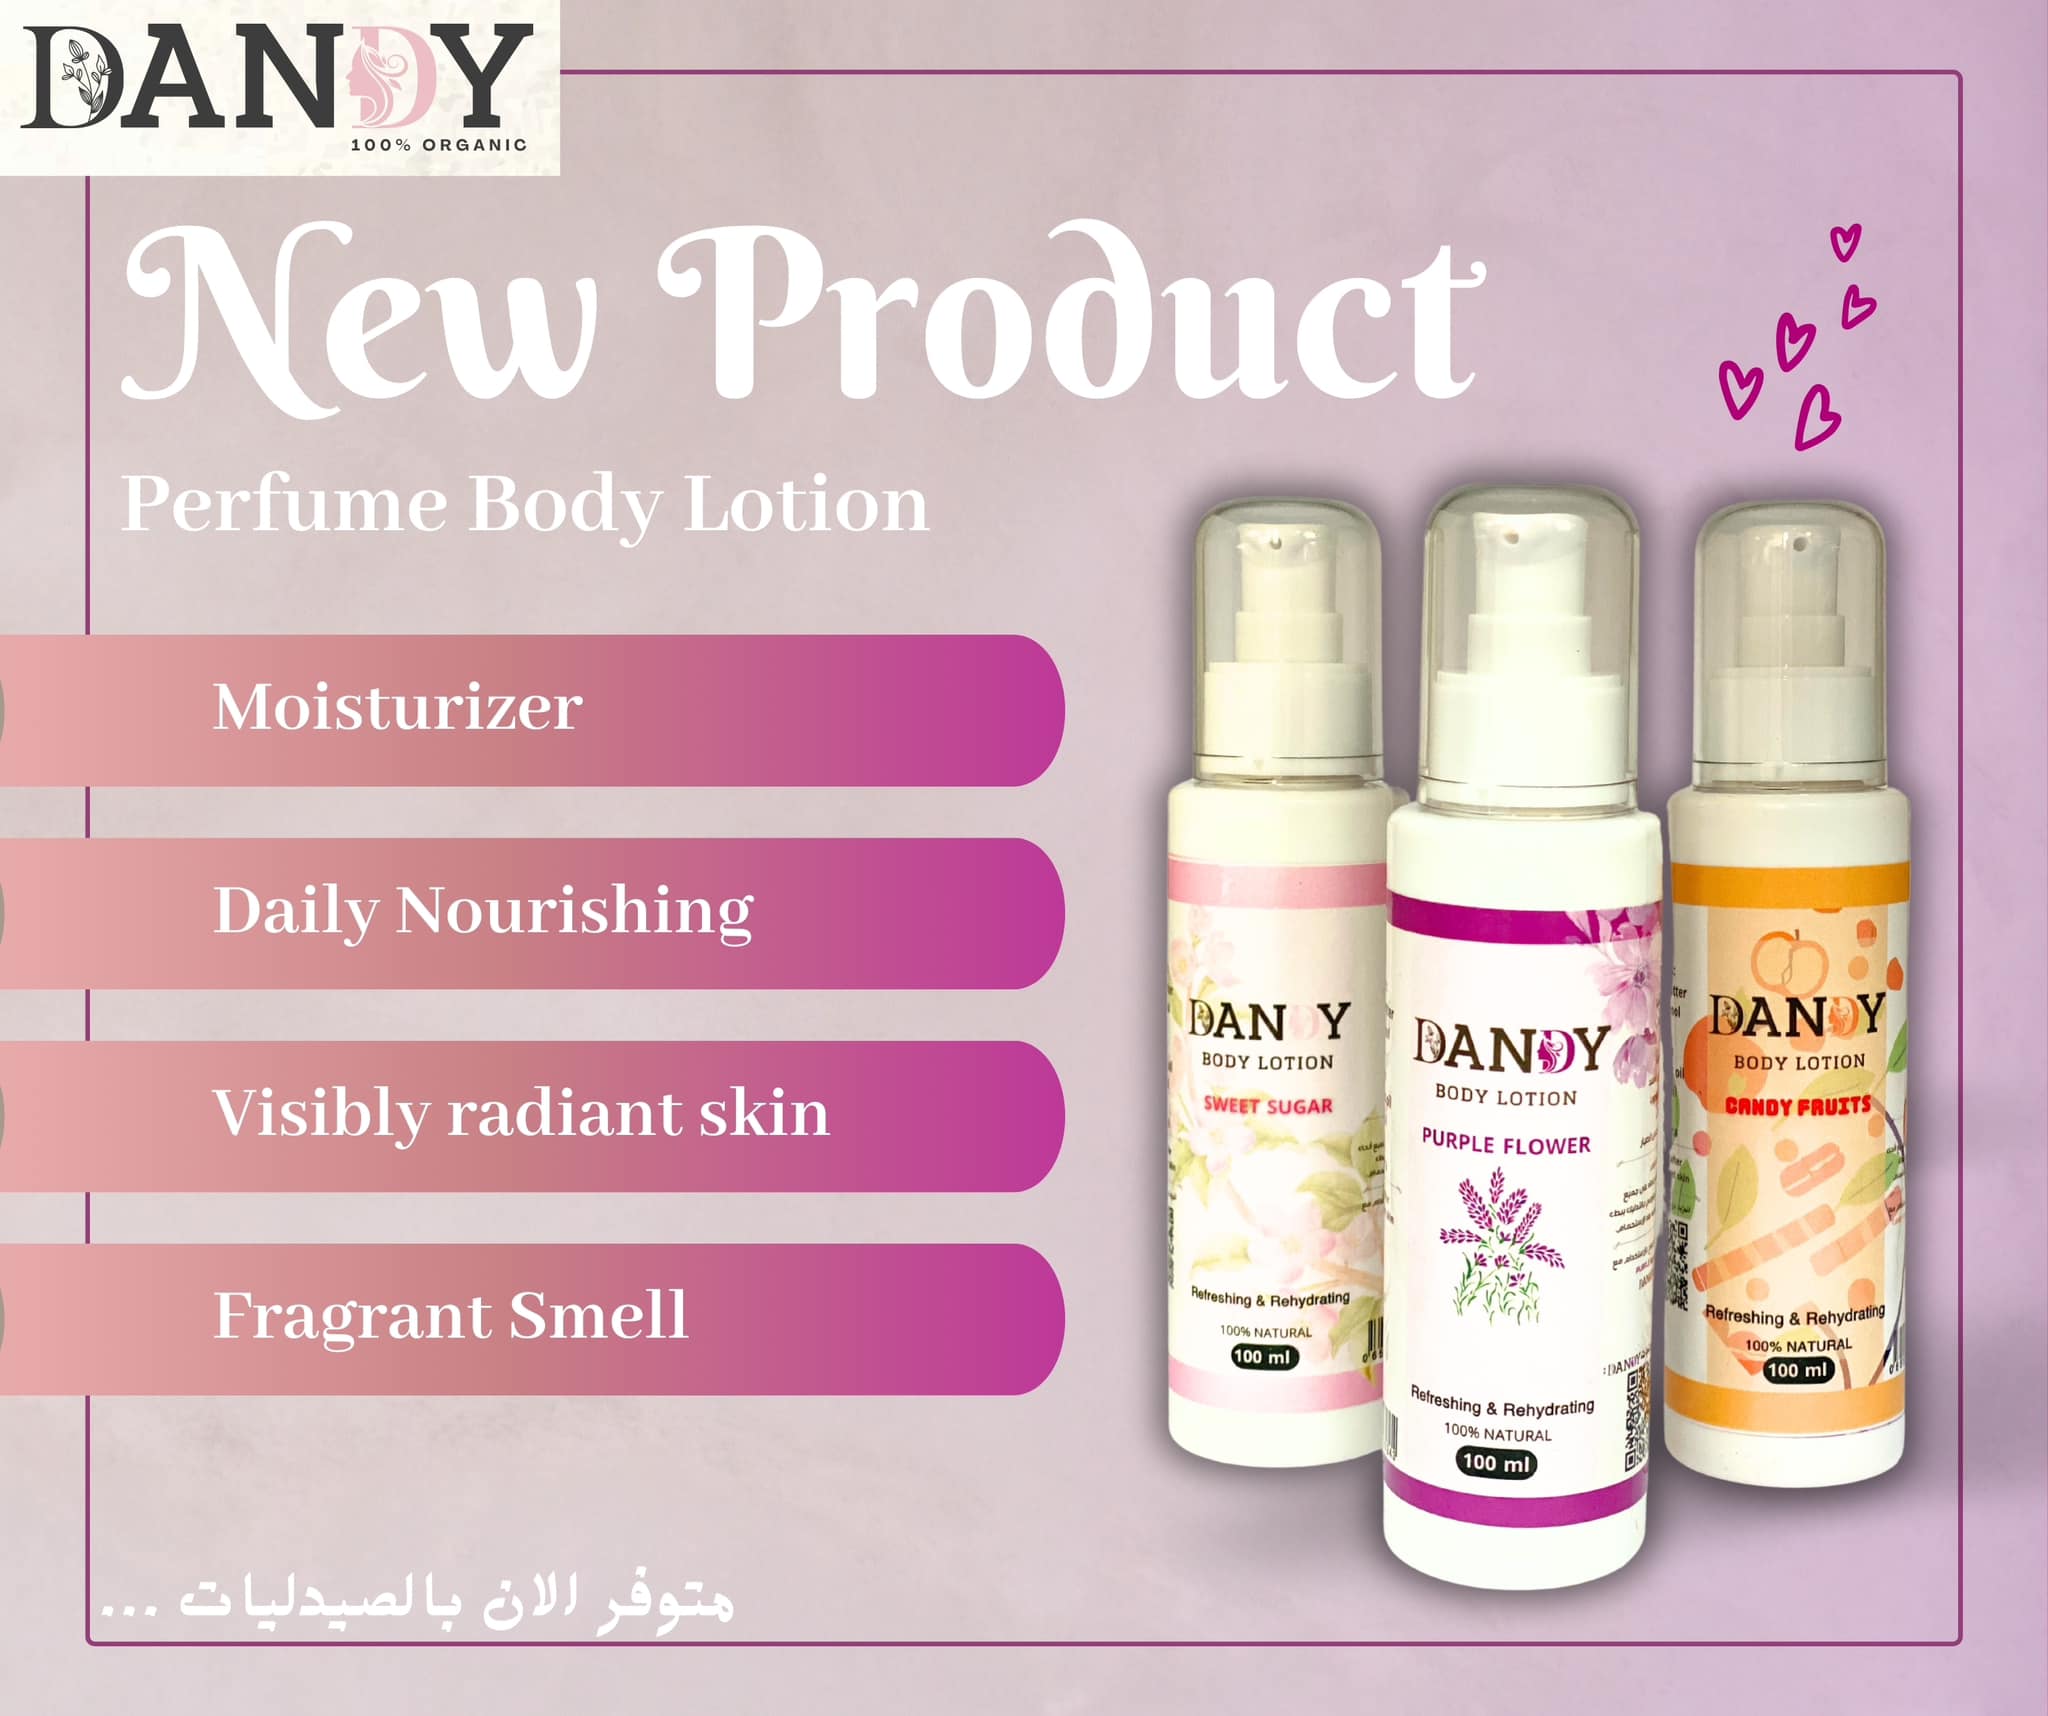 DANDY
100% ORGANIC
New Product
Perfume Body Lotion
Moisturizer
Daily Nourishing
Visibly radiant skin
Fragrant Smell
متوفر الان بالصيدليات ...
DANDY
BODY LOTION
SWEET SUGAR
Refreshing & Rehydrating
100% NATURAL
100 ml
DANDY
BODY LOTION
PURPLE FLOWER
Refreshing & Rehydrating
100% NATURAL
100 ml
DANDY
BODY LOTION
CANDY FRUITS
Refreshing & Rehydrating
100% NATURAL
100 ml